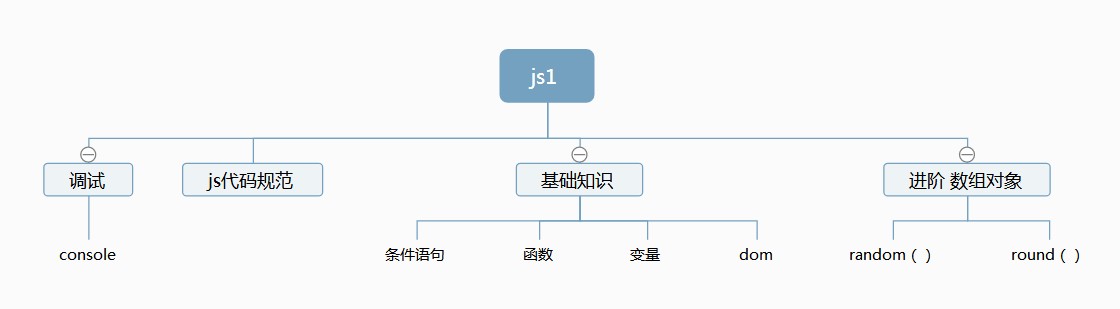 js1
调试
js代码规范
基础知识
进阶 数组对象
console
条件语句
函数
变量
dom
random（ ）
round（ ）